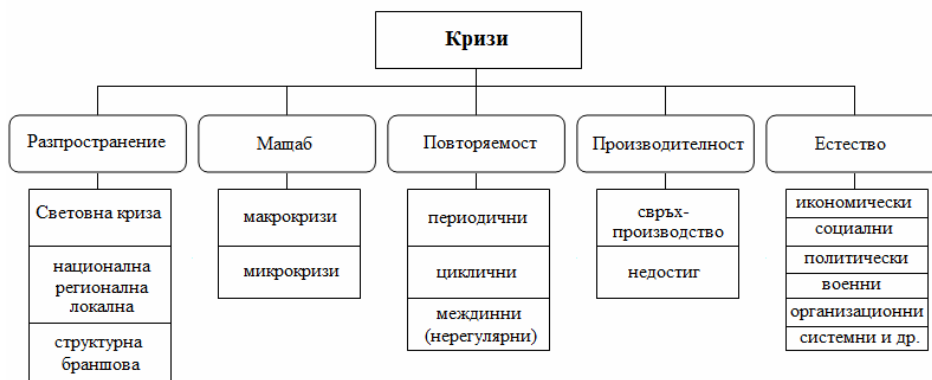 Кризи
Разпространение
Мащаб
Повторяемост
Производителност
Естество
Световна криза
национална
регионална
локална
структурна
браншова
макрокризи
микрокризи
периодични
циклични
междинни
(нерегулярни)
свръх-
производство
недостиг
икономически
социални
политически
военни
организационни
системни и др.